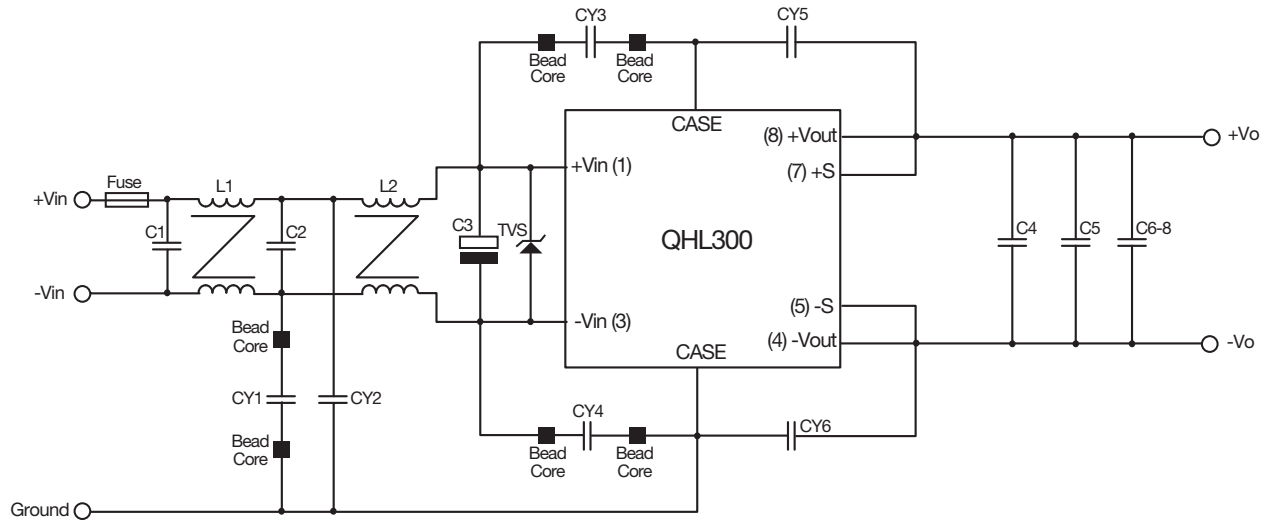 CY3
CY5
Bead
Core
Bead
Core
CASE
(8) +Vout
+Vo
+Vin (1)
(7) +S
Fuse
L1
L2
+Vin
C3
TVS
C1
C2
QHL300
C4
C5
C6-8
-Vin
(5) -S
-Vin (3)
Bead
Core
(4) -Vout
-Vo
CASE
CY1
CY2
CY4
CY6
Bead
Core
Bead
Core
Bead
Core
Ground